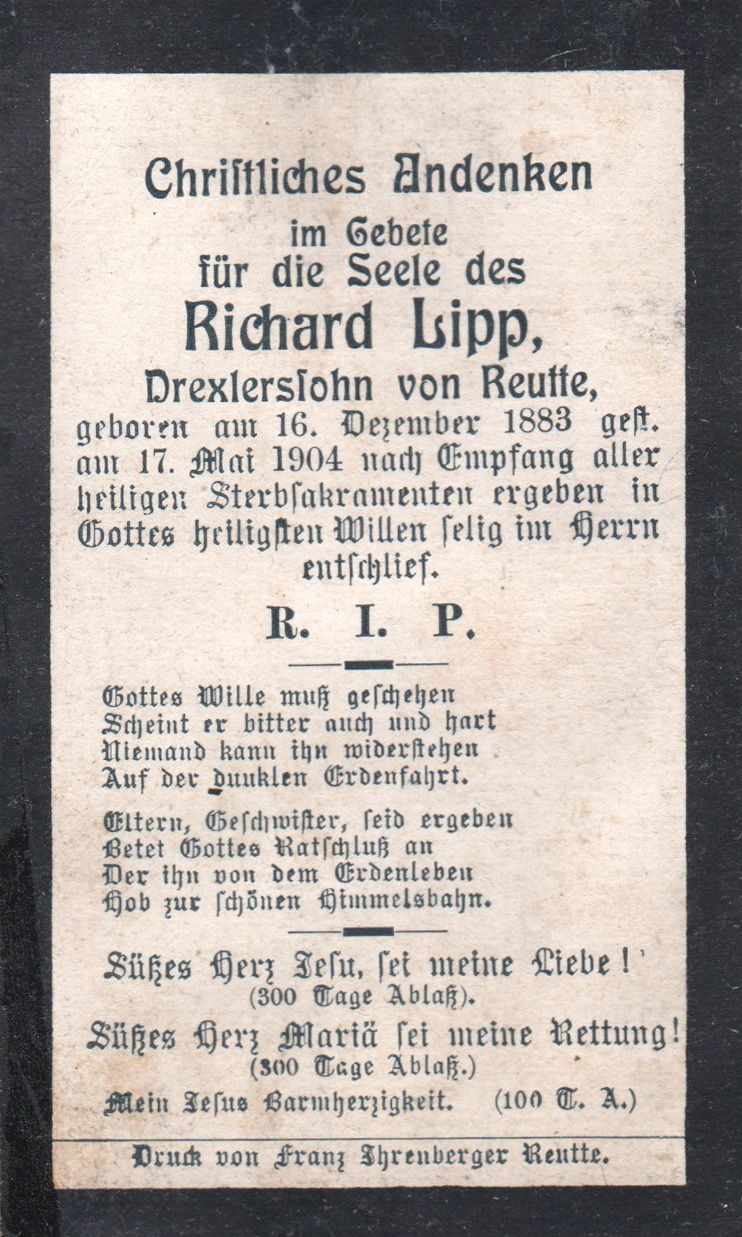 Christliches Andenken
im Gebete
für die Seele des
Richard Lipp,
Drexlerssohn von Reutte,
geboren am 16. Dezember 1883 gest.
am 17. Mai 1904 nach Empfang aller
heiligen Sterbsakramenten ergeben in
Gottes heiligsten Willen selig im Herrn
entschlief.
R. I. P.
Gottes Wille muß geschehen
Scheint er bitter auch und hart
Niemand kann ihn widerstehen
Auf der dunklen Erdenfahrt.
Eltern, Geschwister, seid ergeben
Betet Gottes Ratschluß an
Der ihn von dem Erdenleben
Hob zur schönen Himmelsbahn.
Süßes Herz Jesu, sei meine Liebe!
(300 Tage Ablaß).
Süßes Herz Mariä sei meine Rettung!
(300 Tage Ablaß.)
Mein Jesus Barmherzigkeit. (100 T. A.)
Druck von Franz Ihrenberger Reutte.